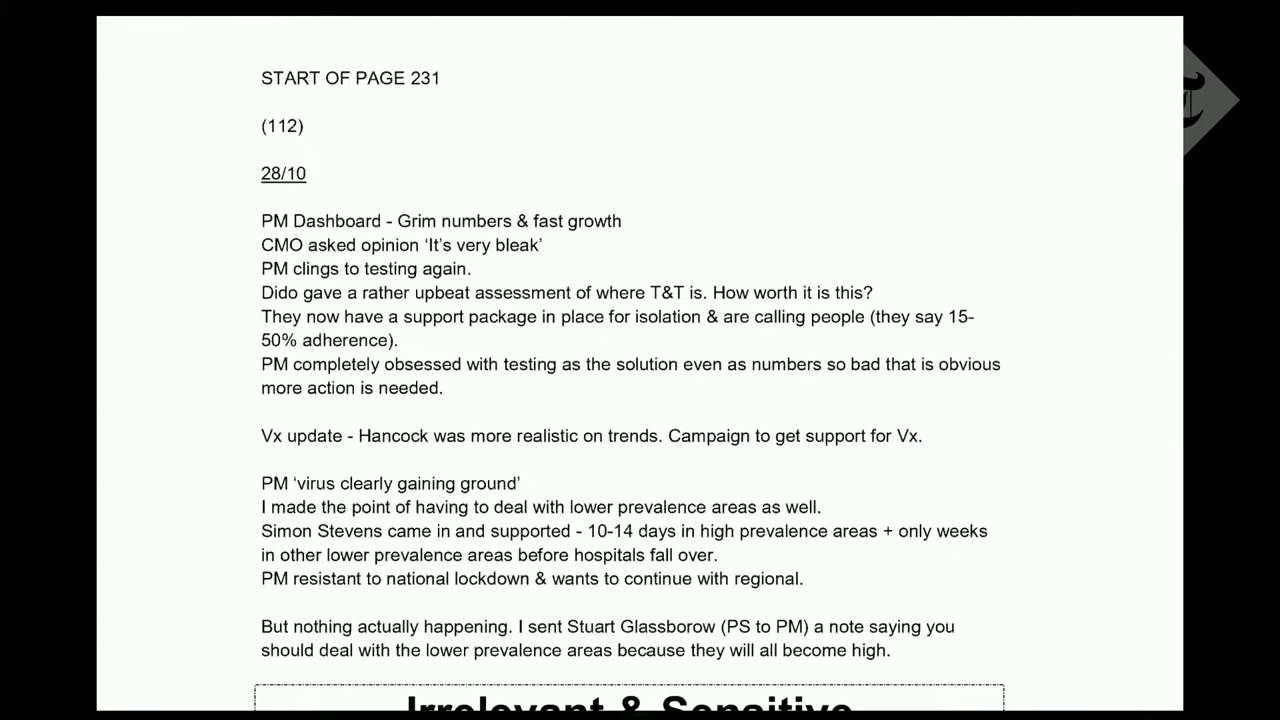 START OF PAGE 231
(112)
28/10
PM Dashboard - Grim numbers & fast growth
CMO asked opinion ‘It’s very bleak’
PM clings to testing again.
Dido gave a rather upbeat assessment of where T&T is. How worth it is this?
They now have a support package in place for isolation & are calling people (they say 15-
50% adherence).
PM completely obsessed with testing as the solution even as numbers so bad that is obvious
more action is needed.
Vx update - Hancock was more realistic on trends. Campaign to get support for Vx.
PM ‘virus clearly gaining ground’
I made the point of having to deal with lower prevalence areas as well.
Simon Stevens came in and supported - 10-14 days in high prevalence areas + only weeks
in other lower prevalence areas before hospitals fall over.
PM resistant to national lockdown & wants to continue with regional.
But nothing actually happening. I sent Stuart Glassborow (PS to PM) a note saying you
should deal with the lower prevalence areas because they will all become high.
Irrelevant & Sensitive